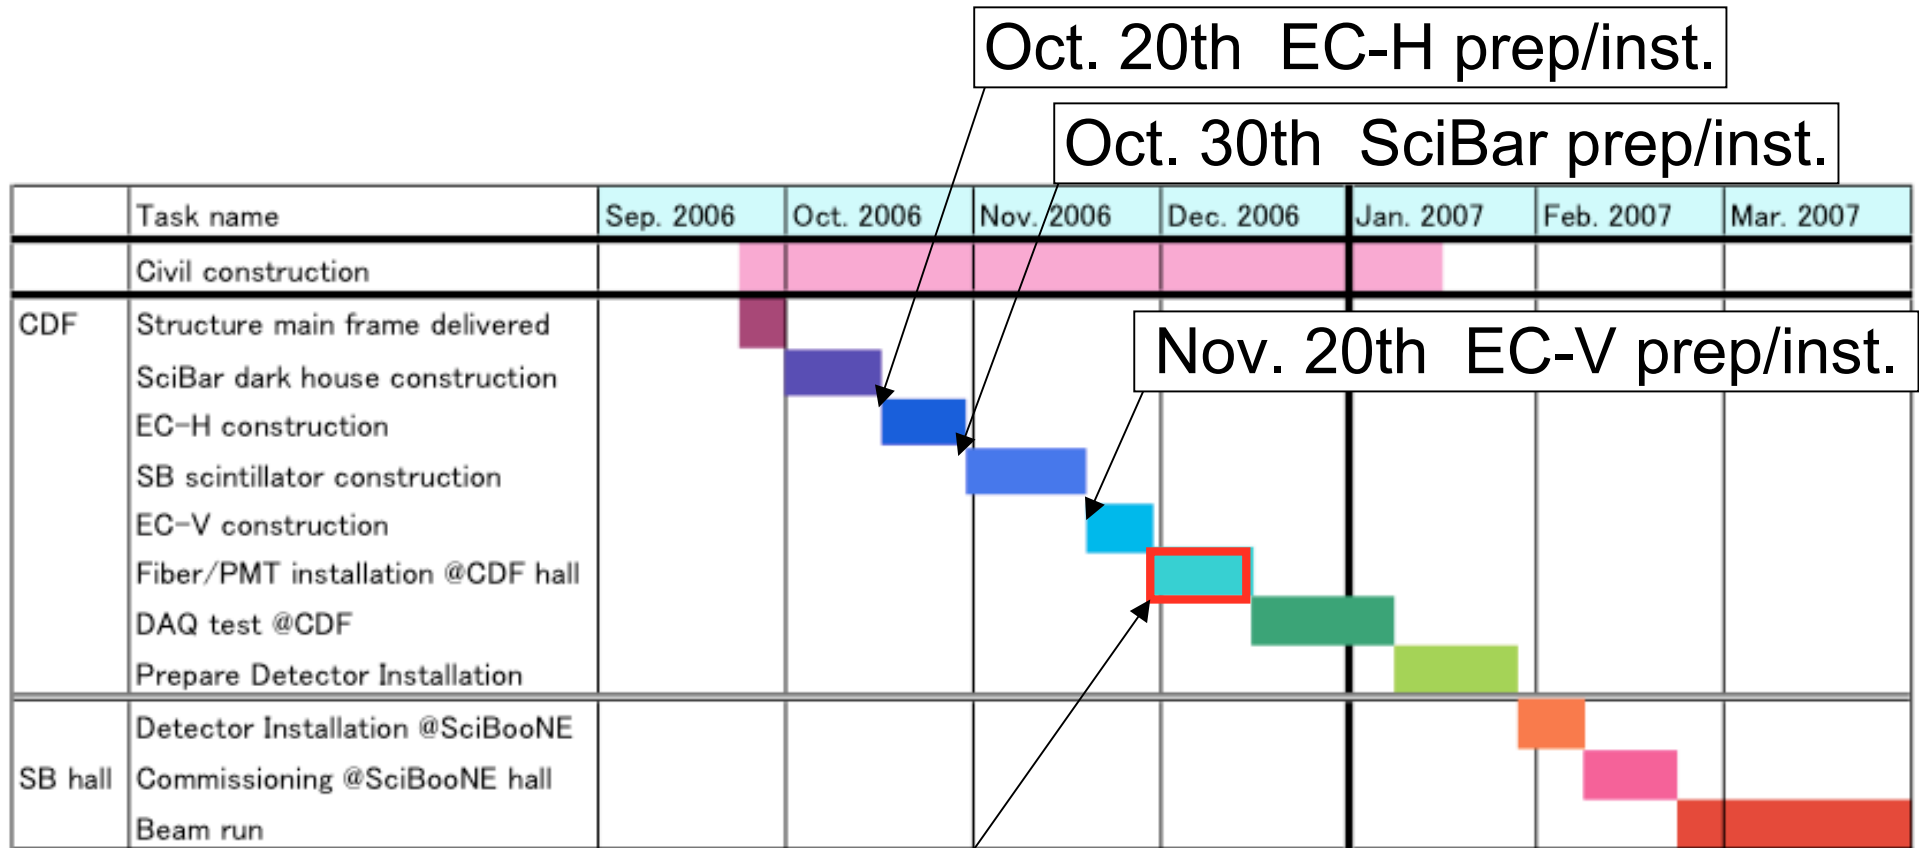 Oct. 20th EC-H prep/inst.
Oct. 30th SciBar prep/inst.
Task name Sep. 2006 Oct. 2006 Nov. 2006 Dec. 2006 Jan. 2007 Feb. 2007 Mar. 2007
Civil construction
CDF Structure main frame delivered
Nov. 20th EC-V prep/inst.
SciBar dark house construction
EC-H construction
SB scintillator construction
EC-V construction
Fiber/PMT installation @CDF hall
DAQ test @CDF
Prepare Detector Installation
Detector Installation @SciBooNE
SB hall Commissioning @SciBooNE hall
Beam run